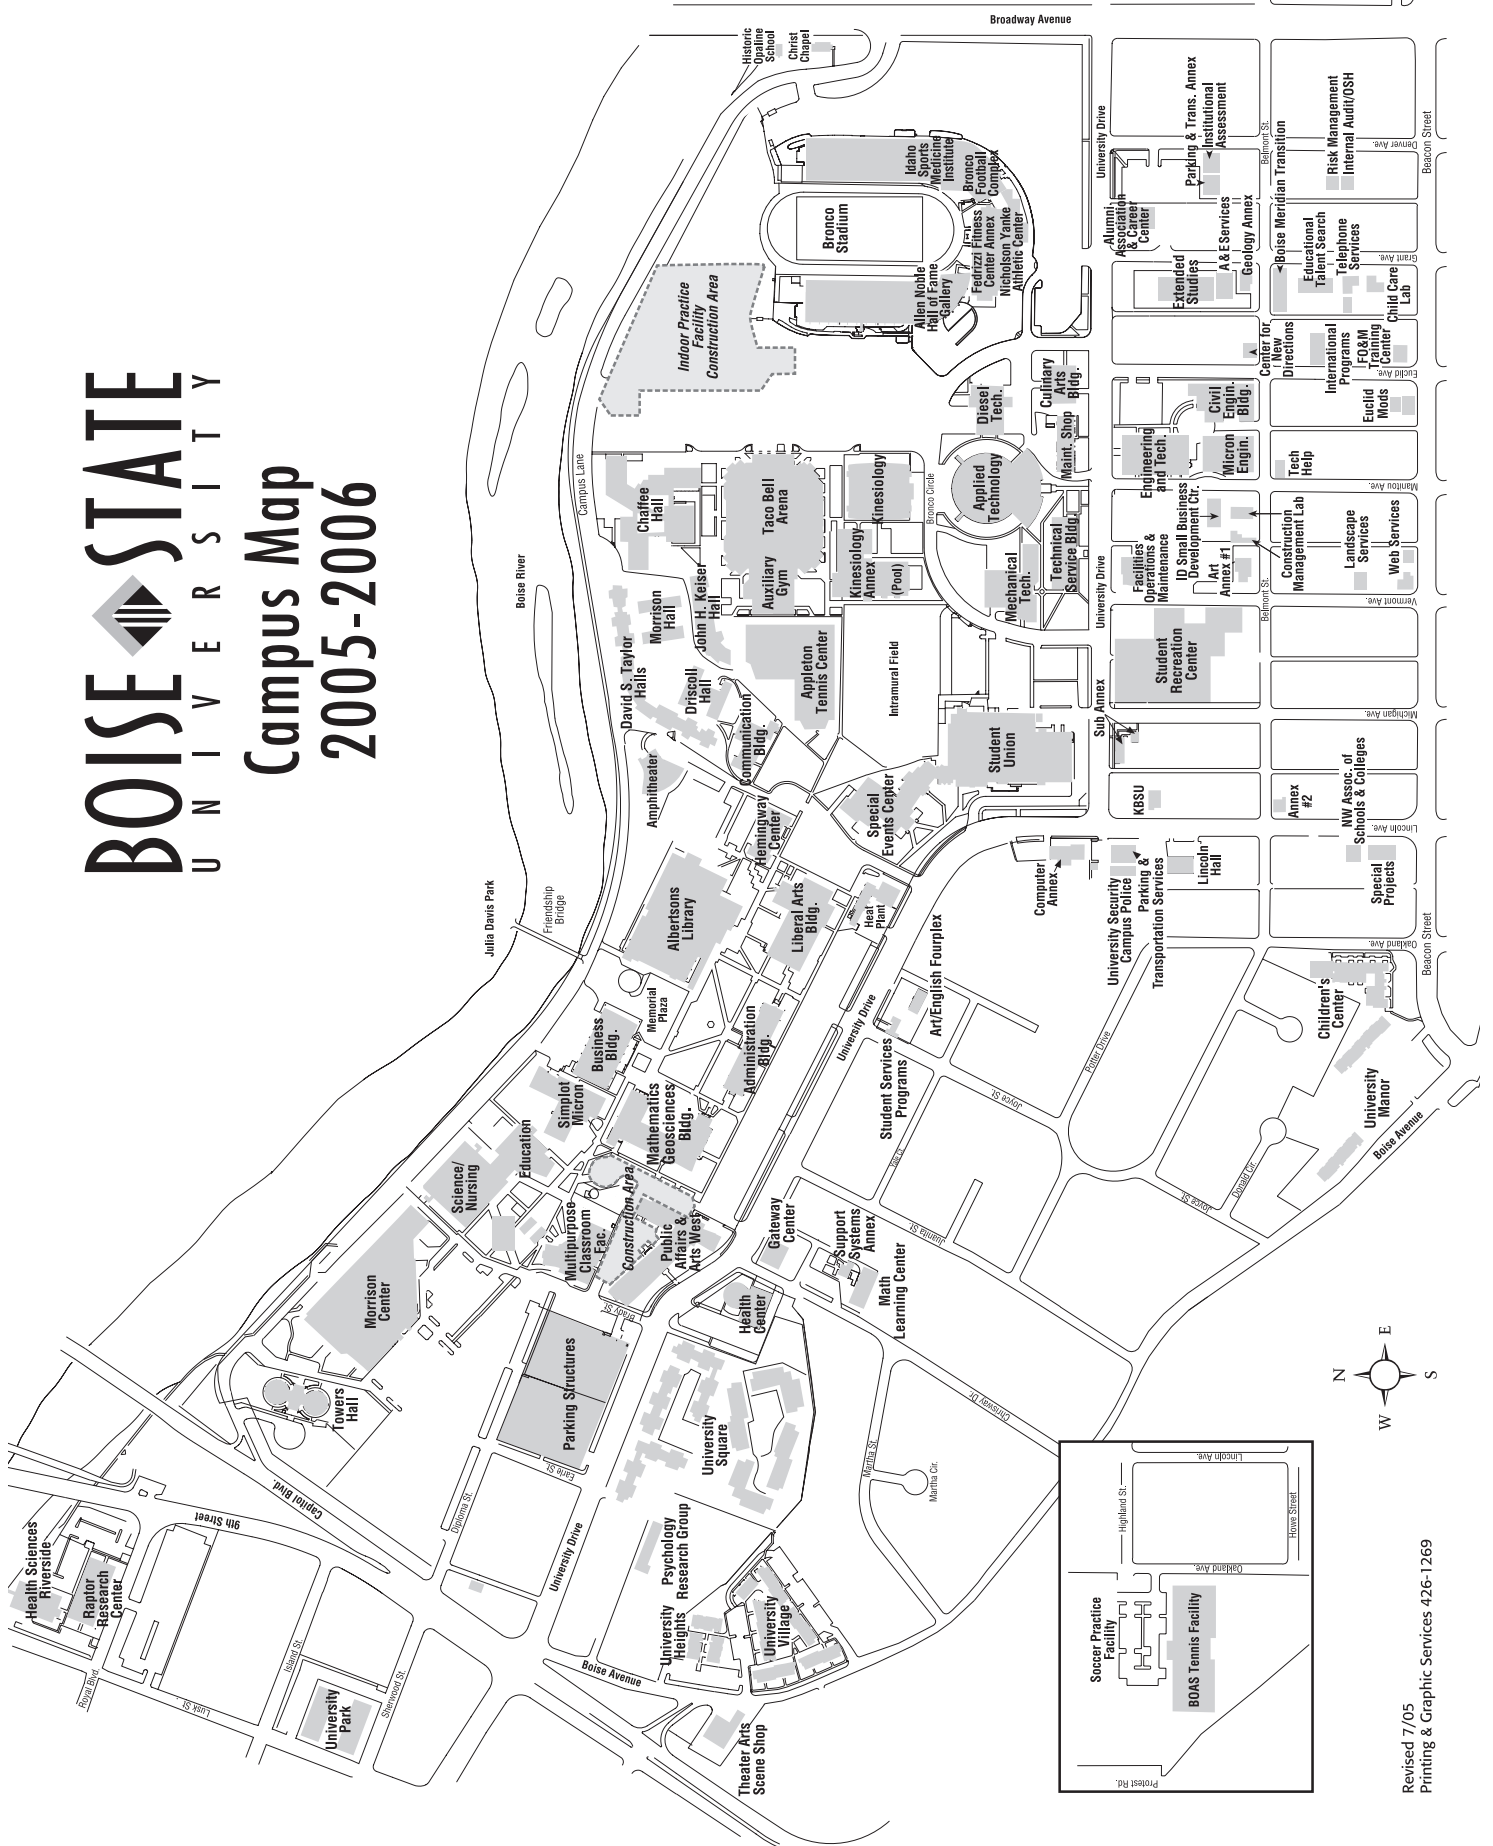 BOISE STATE
UNIVERSITY
Campus Map
2005-2006
Broadway Avenue
Historic
Opaline
School
Christ
Chapel
Campus Lane
Boise River
Julia Davis Park
Friendship
Bridge
Indoor Practice
Facility
Construction Area
Bronco
Stadium
Idaho
Sports
Medicine
Institute
Bronco
Football
Complex
Allen Noble
Hall of Fame
Gallery
Fedrizzi Fitness
Center Annex
Nicholson Yanke
Athletic Center
Chaffee
Hall
Taco Bell
Arena
Auxiliary
Gym
Kinesiology
Kinesiology
Annex
(Pool)
Bronco Circle
Diesel
Tech.
Culinary
Arts
Bldg.
Maint. Shop
Applied
Technology
Mechanical
Tech.
Technical
Service Bldg.
David S. Taylor
Halls
Morrison
Hall
John H. Keiser
Hall
Driscoll
Hall
Communication
Bldg.
Appleton
Tennis Center
Intramural Field
Amphitheater
Hemingway
Center
Special
Events Center
Student
Union
Albertsons
Library
Liberal Arts
Bldg.
Heat
Plant
Memorial
Plaza
Business
Bldg.
Administration
Bldg.
Simplot
Micron
Mathematics
Geosciences
Bldg.
Education
Science/
Nursing
Multipurpose
Classroom
Fac.
Construction Area
Public
Affairs &
Arts West
Morrison
Center
Towers
Hall
Parking Structures
Brady St.
Earle St.
Diploma St.
University Drive
Capitol Blvd.
9th Street
Health Sciences
Riverside
Raptor
Research
Center
Royal Blvd.
Lusk St.
Island St.
Sherwood St.
University
Park
Boise Avenue
Theater Arts
Scene Shop
University
Heights
University
Village
Psychology
Research Group
University
Square
Health
Center
Gateway
Center
Support
Systems
Annex
Math
Learning Center
Martha St.
Martha Cir.
Chrisway Dr.
Juanita St.
Yale Ct.
Joyce St.
Joyce St.
Potter Drive
Donald Cir.
Student Services
Programs
Art/English Fourplex
University Drive
Computer
Annex
University Security
Campus Police
Parking &
Transportation Services
Lincoln
Hall
Special
Projects
Children's
Center
University
Manor
Boise Avenue
Beacon Street
Oakland Ave.
Lincoln Ave.
Michigan Ave.
Vermont Ave.
Manitou Ave.
Euclid Ave.
Grant Ave.
Denver Ave.
Beacon Street
Belmont St.
Belmont St.
University Drive
University Drive
KBSU
Annex
#2
NW Assoc. of
Schools & Colleges
Sub Annex
Student
Recreation
Center
Facilities
Operations &
Maintenance
ID Small Business
Development Ctr.
Art
Annex #1
Construction
Management Lab
Landscape
Services
Web Services
Engineering
and Tech.
Micron
Engin.
Civil
Engin.
Bldg.
Tech
Help
Euclid
Mods
Center for
New
Directions
International
Programs
FO&M
Training
Center
Extended
Studies
A & E Services
Geology Annex
Boise Meridian Transition
Educational
Talent Search
Telephone
Services
Child Care
Lab
Alumni
Association
& Career
Center
Parking & Trans. Annex
Institutional
Assessment
Risk Management
Internal Audit/OSH
N
E
S
W
Soccer Practice
Facility
BOAS Tennis Facility
Highland St.
Lincoln Ave.
Howe Street
Oakland Ave.
Protest Rd.
Revised 7/05
Printing & Graphic Services 426-1269